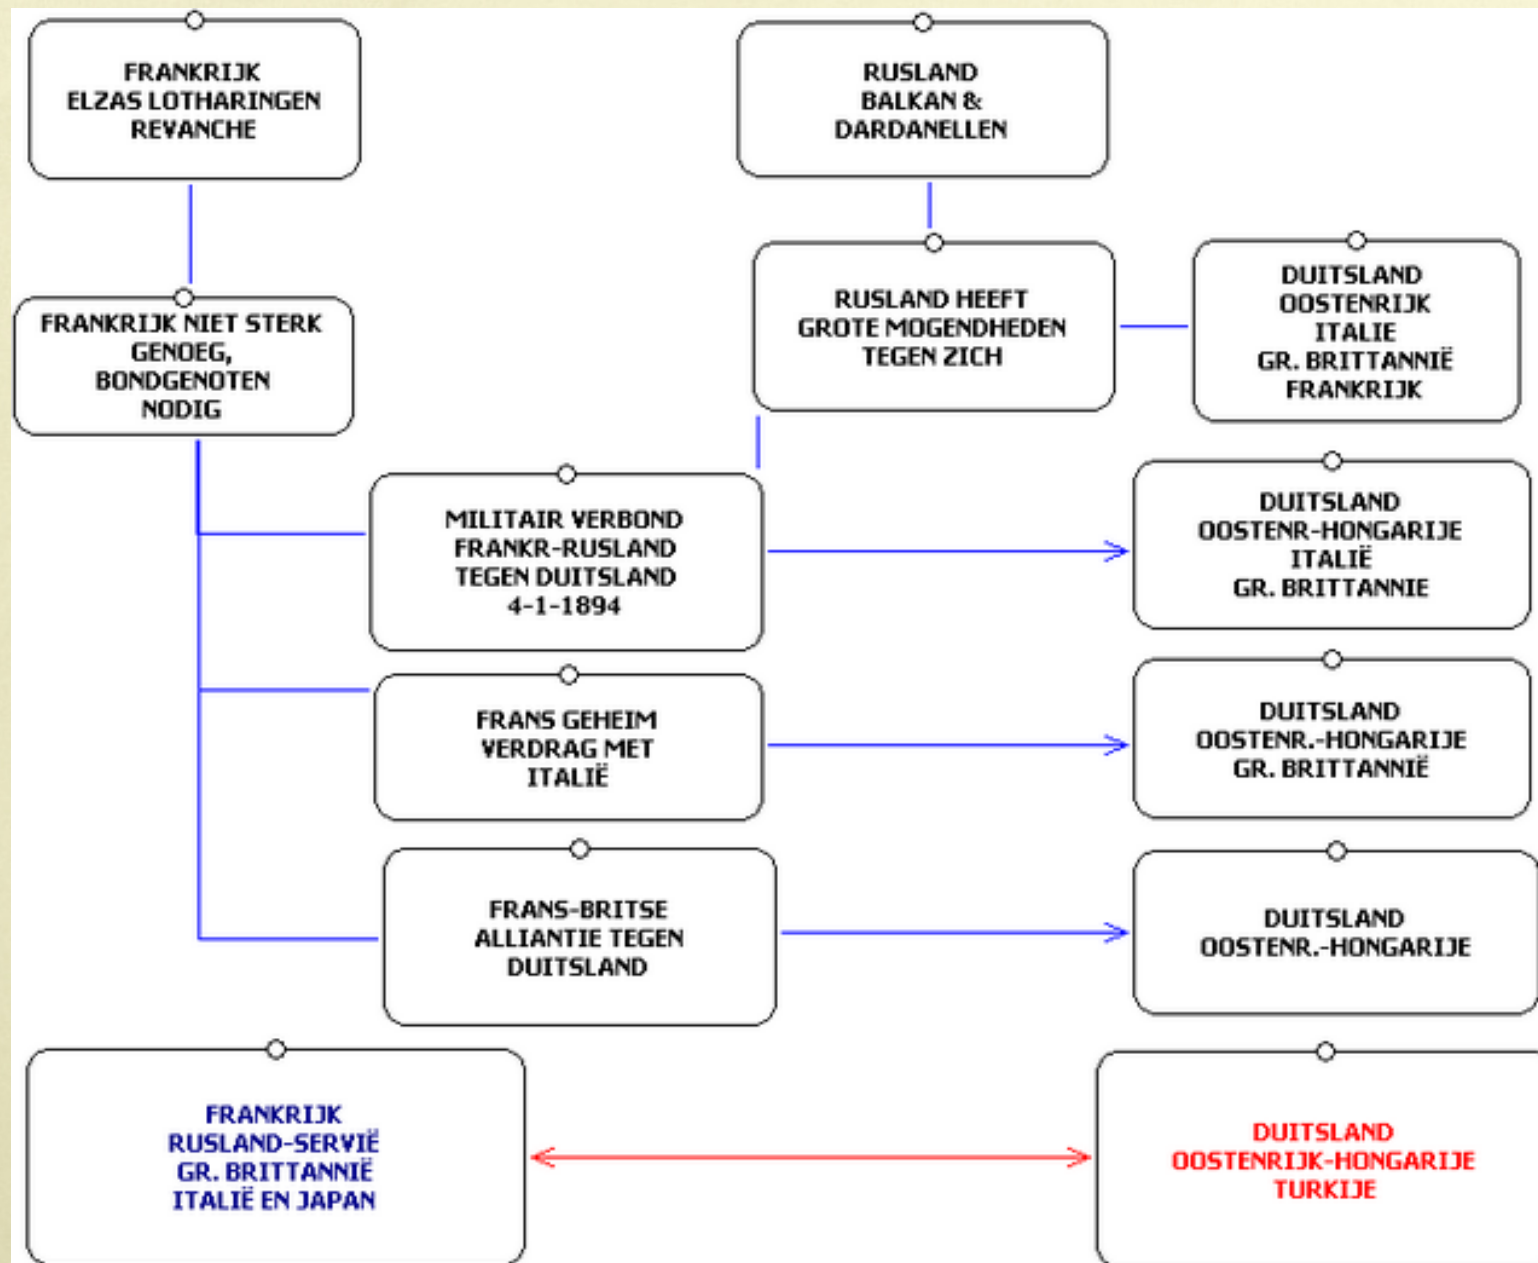 FRANKRIJK
ELZAS LOTHARINGEN
REVANCHE
RUSLAND
BALKAN &
DARDANELLEN
FRANKRIJK NIET STERK
GENOEG,
BONDGENOTEN
NODIG
RUSLAND HEEFT
GROTE MOGENDHEDEN
TEGEN ZICH
DUITSLAND
OOSTENRIJK
ITALIE
GR. BRITTANNIË
FRANKRIJK
MILITAIR VERBOND
FRANKR-RUSLAND
TEGEN DUITSLAND
4-1-1894
DUITSLAND
OOSTENR-HONGARIJE
ITALIË
GR. BRITTANNIE
FRANS GEHEIM
VERDRAG MET
ITALIË
DUITSLAND
OOSTENR.-HONGARIJE
GR. BRITTANNIË
FRANS-BRITSE
ALLIANTIE TEGEN
DUITSLAND
DUITSLAND
OOSTENR.-HONGARIJE
FRANKRIJK
RUSLAND-SERVIË
GR. BRITTANNIË
ITALIË EN JAPAN
DUITSLAND
OOSTENRIJK-HONGARIJE
TURKIJE